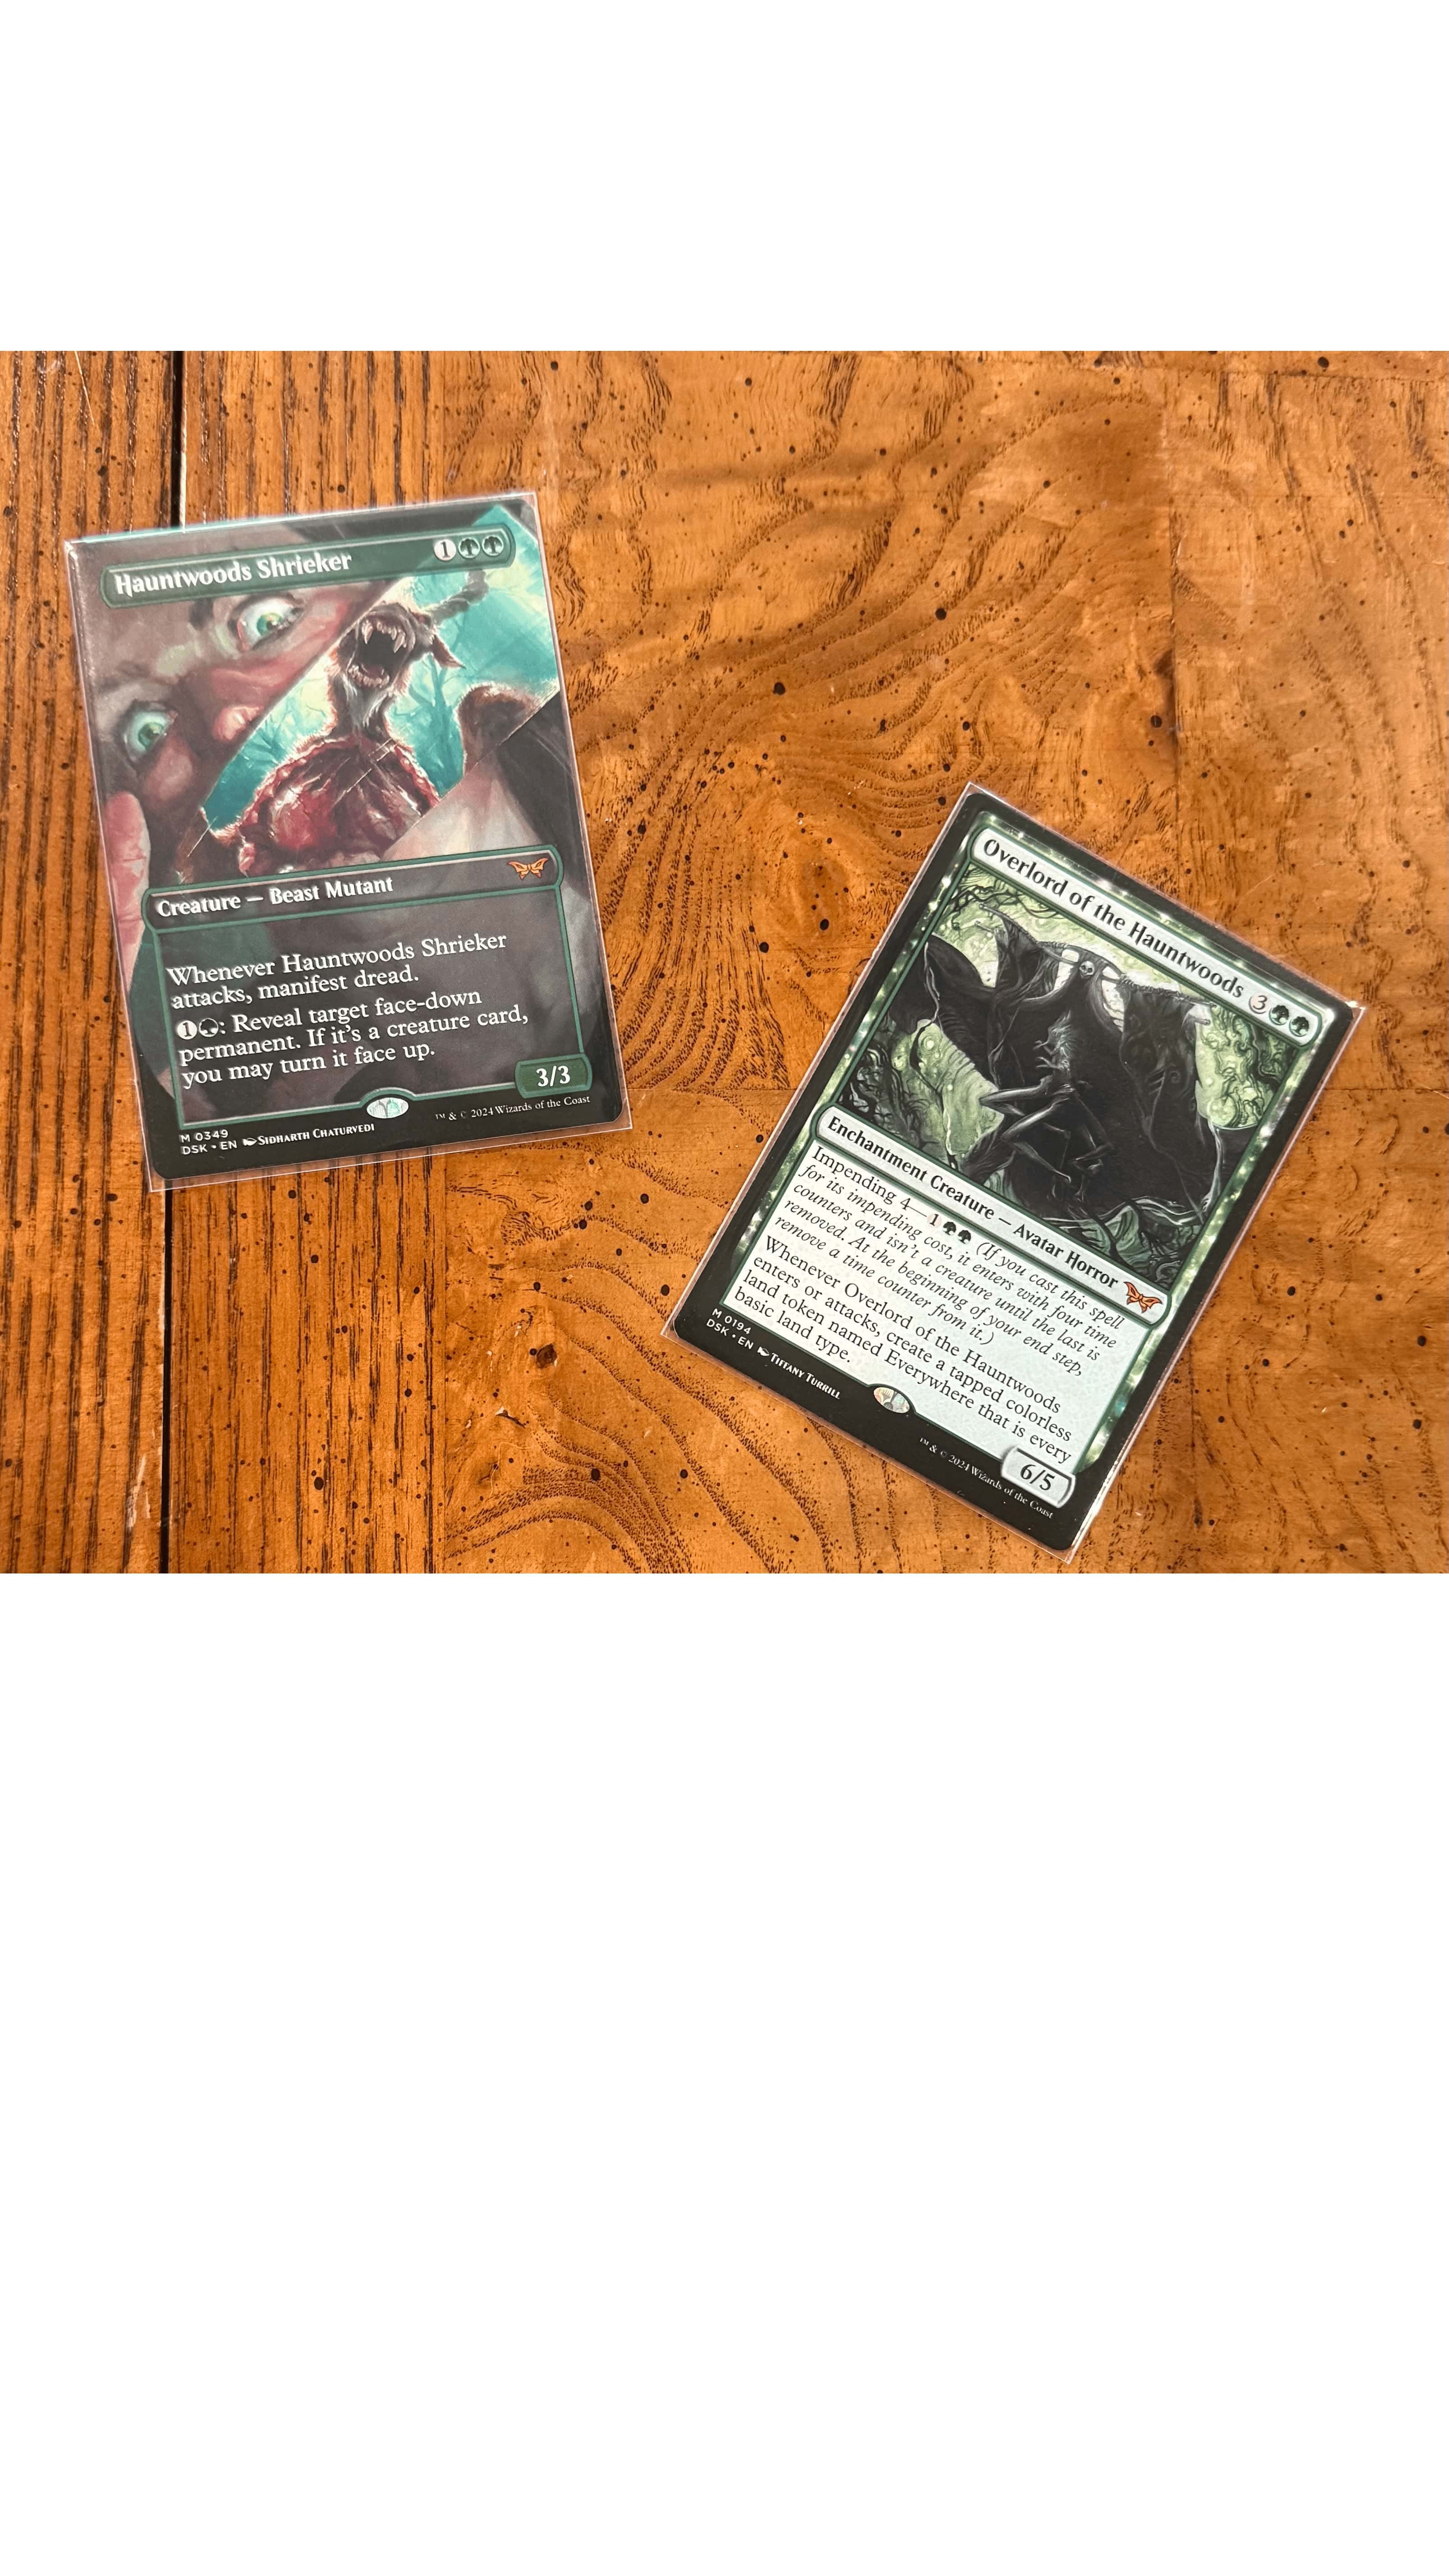 Hauntwoods Shrieker 1
Creature — Beast Mutant
Whenever Hauntwoods Shrieker
attacks, manifest dread.
1: Reveal target face-down
permanent. If it's a creature card,
you may turn it face up.
3/3
M 0349
DSK • EN SIDHARTH CHATURVEDI
™ & © 2024 Wizards of the Coast
Overlord of the Hauntwoods 3
Enchantment Creature — Avatar Horror
Impending 4—1 (If you cast this spell
for its impending cost, it enters with four time
counters and isn't a creature until the last is
removed. At the beginning of your end step,
remove a time counter from it.)
Whenever Overlord of the Hauntwoods
enters or attacks, create a tapped colorless
land token named Everywhere that is every
basic land type.
6/5
M 0194
DSK • EN TIFFANY TURRILL
™ & © 2024 Wizards of the Coast